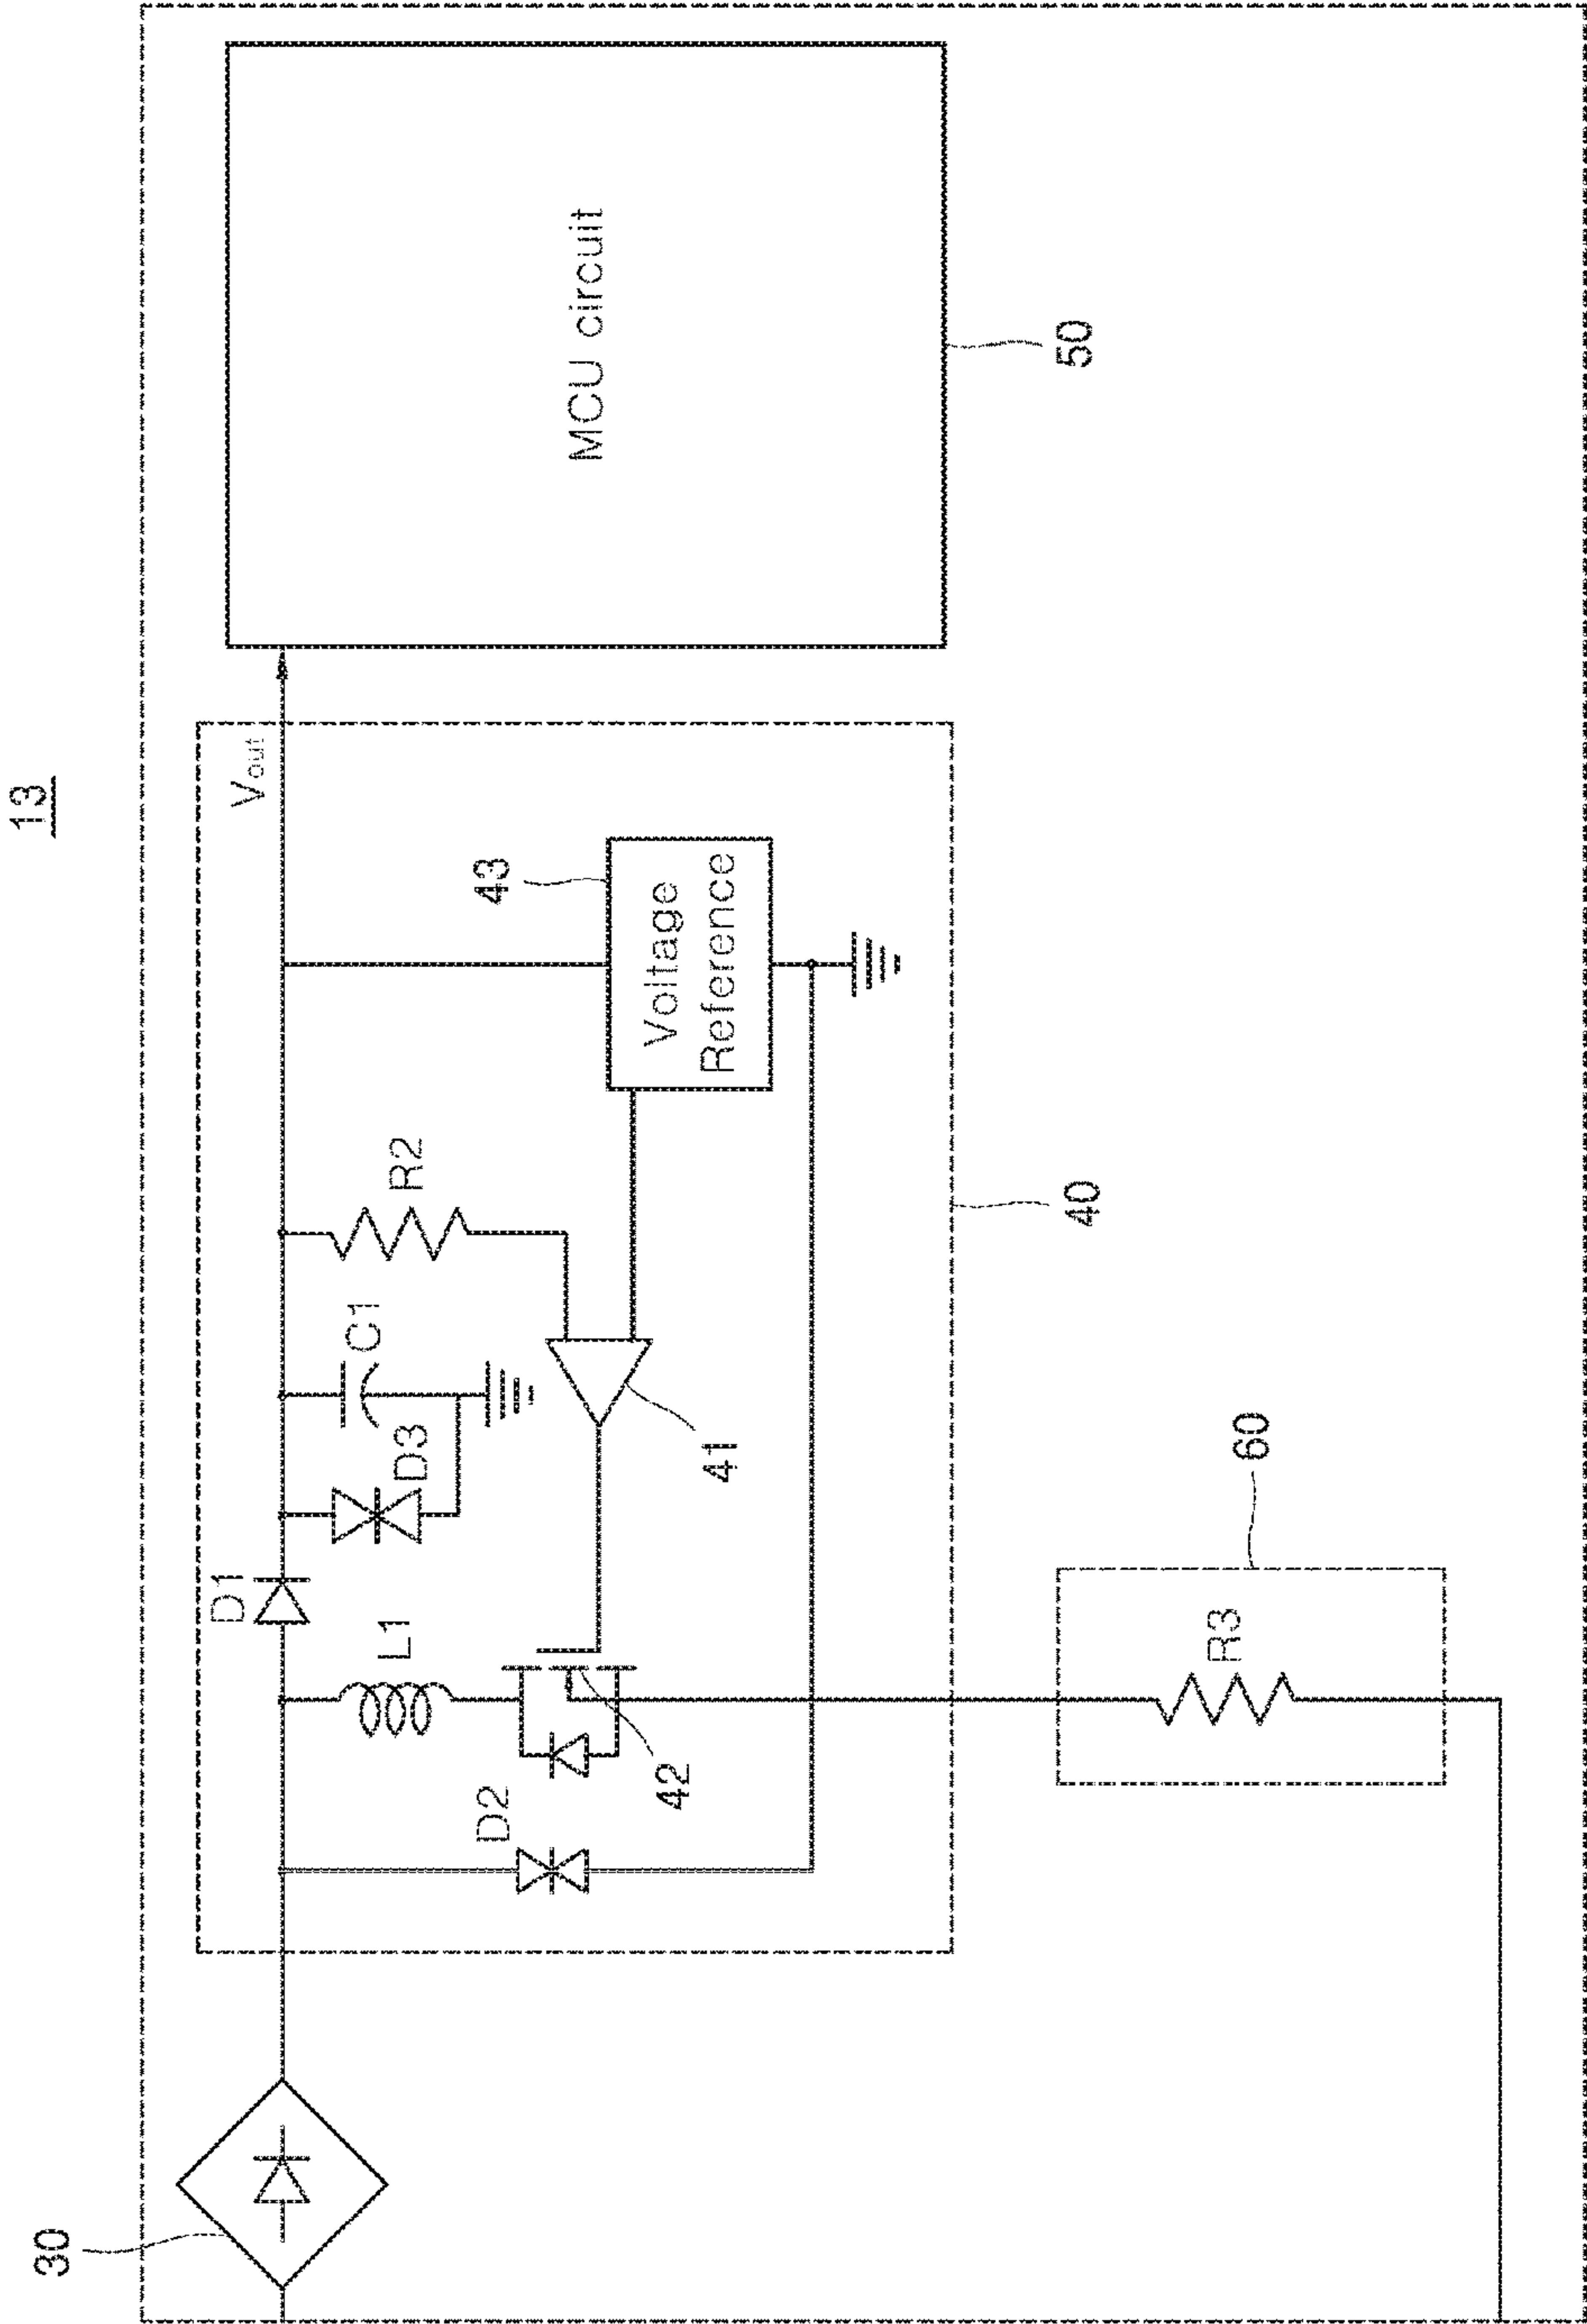 13
30
D1
Vout
D3
C1
R2
L1
43
D2
Voltage
Reference
MCU circuit
42
41
40
50
R3
60